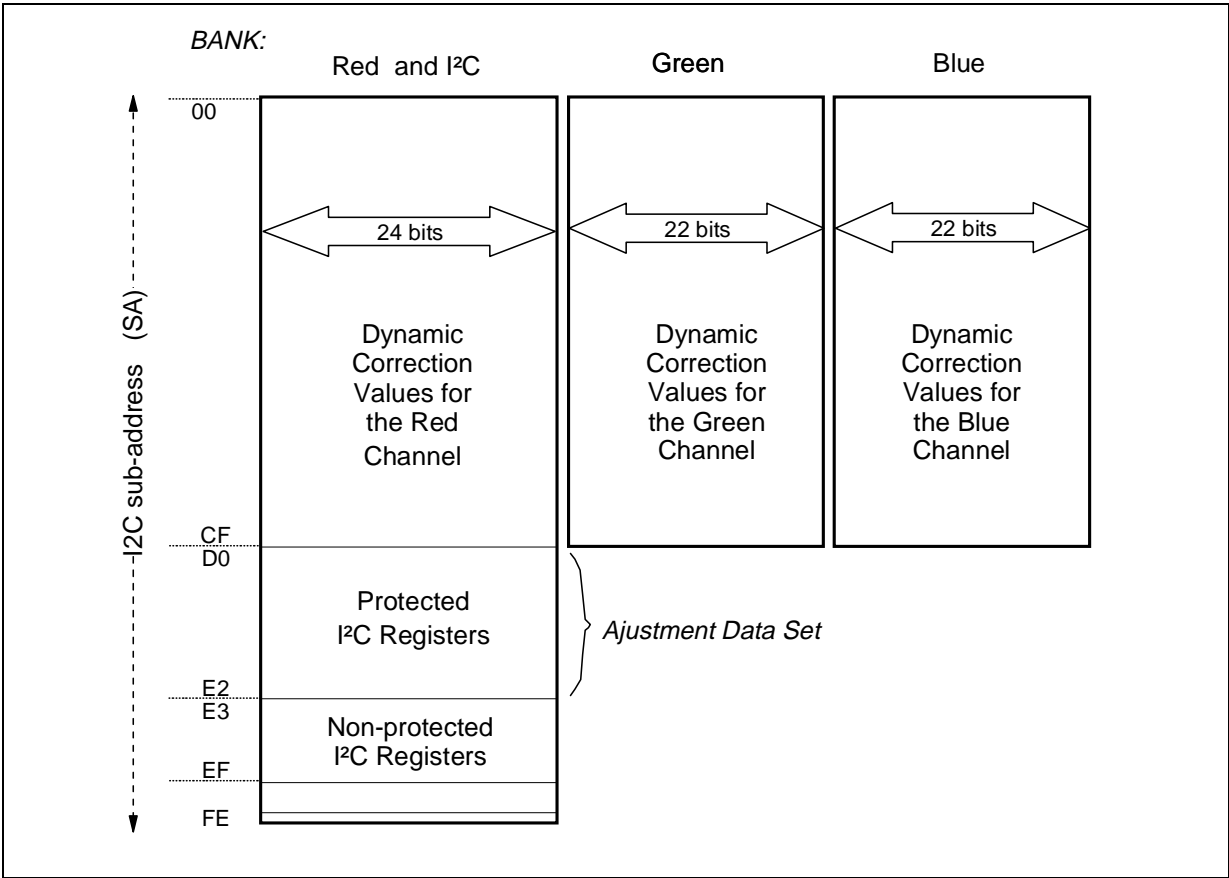 BANK:
Red and I²C
Green
Blue
00
24 bits
22 bits
22 bits
I2C sub-address (SA)
Dynamic
Correction
Values for
the Red
Channel
Dynamic
Correction
Values for
the Green
Channel
Dynamic
Correction
Values for
the Blue
Channel
CF
D0
Protected
I²C Registers
Ajustment Data Set
E2
E3
Non-protected
I²C Registers
EF
FE